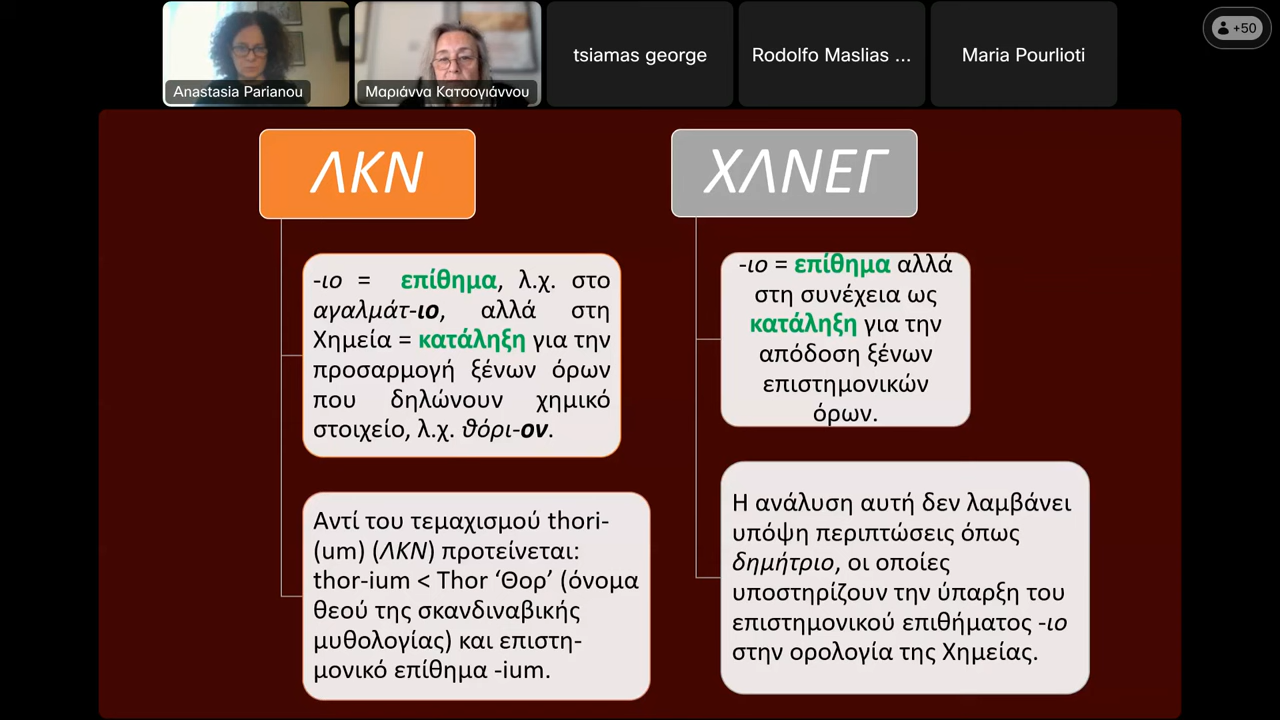 Anastasia Parianou
Μαριάννα Κατσογιάννου
tsiamas george
Rodolfo Maslias ...
Maria Pourlioti
+50
ΛΚΝ
-ιο = επίθημα, λ.χ. στο
αγαλμάτ-ιο, αλλά στη
Χημεία = κατάληξη για την
προσαρμογή ξένων όρων
που δηλώνουν χημικό
στοιχείο, λ.χ. θόρι-ον.
Αντί του τεμαχισμού thori-
(um) (ΛΚΝ) προτείνεται:
thor-ium < Thor ‘Θορ’ (όνομα
θεού της σκανδιναβικής
μυθολογίας) και επιστη-
μονικό επίθημα -ium.
ΧΛΝΕΓ
-ιο = επίθημα αλλά
στη συνέχεια ως
κατάληξη για την
απόδοση ξένων
επιστημονικών
όρων.
Η ανάλυση αυτή δεν λαμβάνει
υπόψη περιπτώσεις όπως
δημήτριο, οι οποίες
υποστηρίζουν την ύπαρξη του
επιστημονικού επιθήματος -ιο
στην ορολογία της Χημείας.